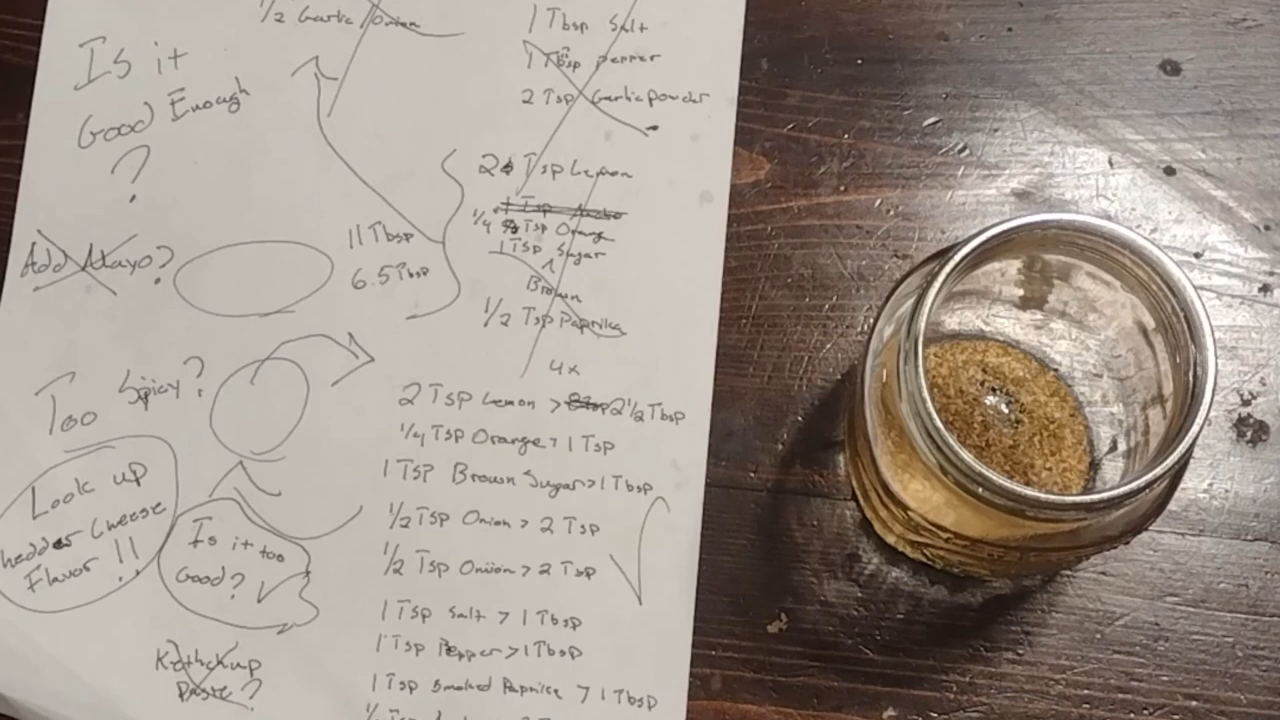 1/2 Garlic/Onion
1 Tbsp Salt
1 Tbsp pepper
2 Tsp Garlic powder
Is it
Good Enough
?
2 Tsp Lemon
1 Tsp
1/4 Tsp Orange
1 Tsp Sugar
^
Brown
1/2 Tsp Paprika
11 Tbsp
6.5 Tbsp
Add Mayo?
4x
Too Spicy?
2 Tsp Lemon > 2 1/2 Tbsp
1/4 Tsp Orange > 1 Tsp
1 Tsp Brown Sugar > 1 Tbsp
1/2 Tsp Onion > 2 Tsp
1/2 Tsp Onion > 2 Tsp
1 Tsp Salt > 1 Tbsp
1 Tsp Pepper > 1 Tbsp
1 Tsp Smoked Paprika > 1 Tbsp
Look up
hedder Cheese
Flavor !!
Is it too
Good?
Kethchup
Paste?